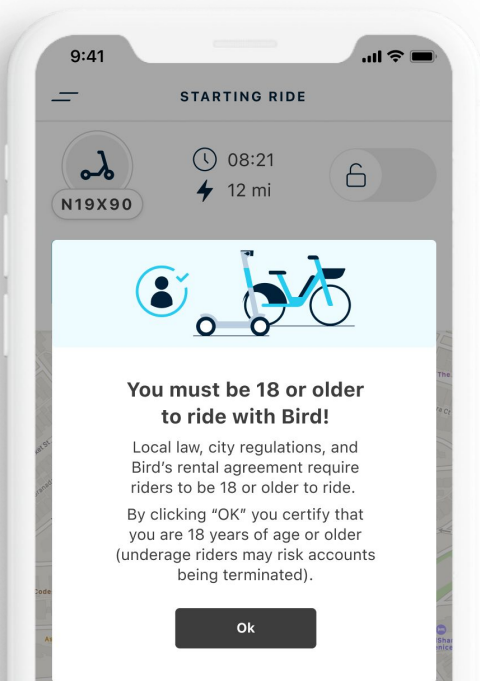 9:41
STARTING RIDE
08:21
12 mi
N19X90
You must be 18 or older
to ride with Bird!
Local law, city regulations, and
Bird's rental agreement require
riders to be 18 or older to ride.
By clicking “OK” you certify that
you are 18 years of age or older
(underage riders may risk accounts
being terminated).
Ok